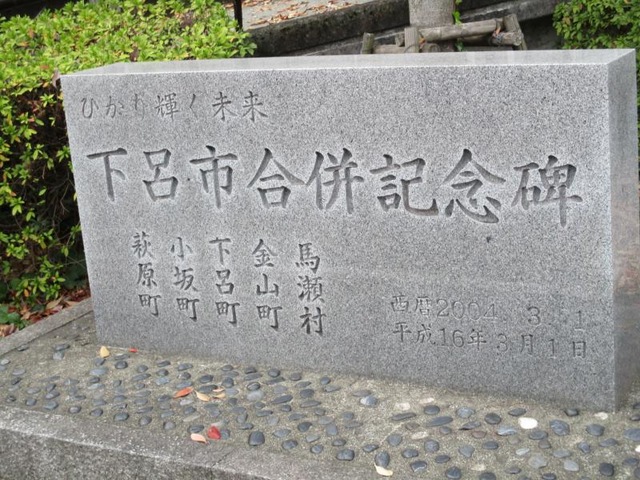 ひかり輝く未来
下呂市合併記念碑
萩原町
小坂町
下呂町
金山町
馬瀬村
西暦2004.3.1
平成16年3月1日